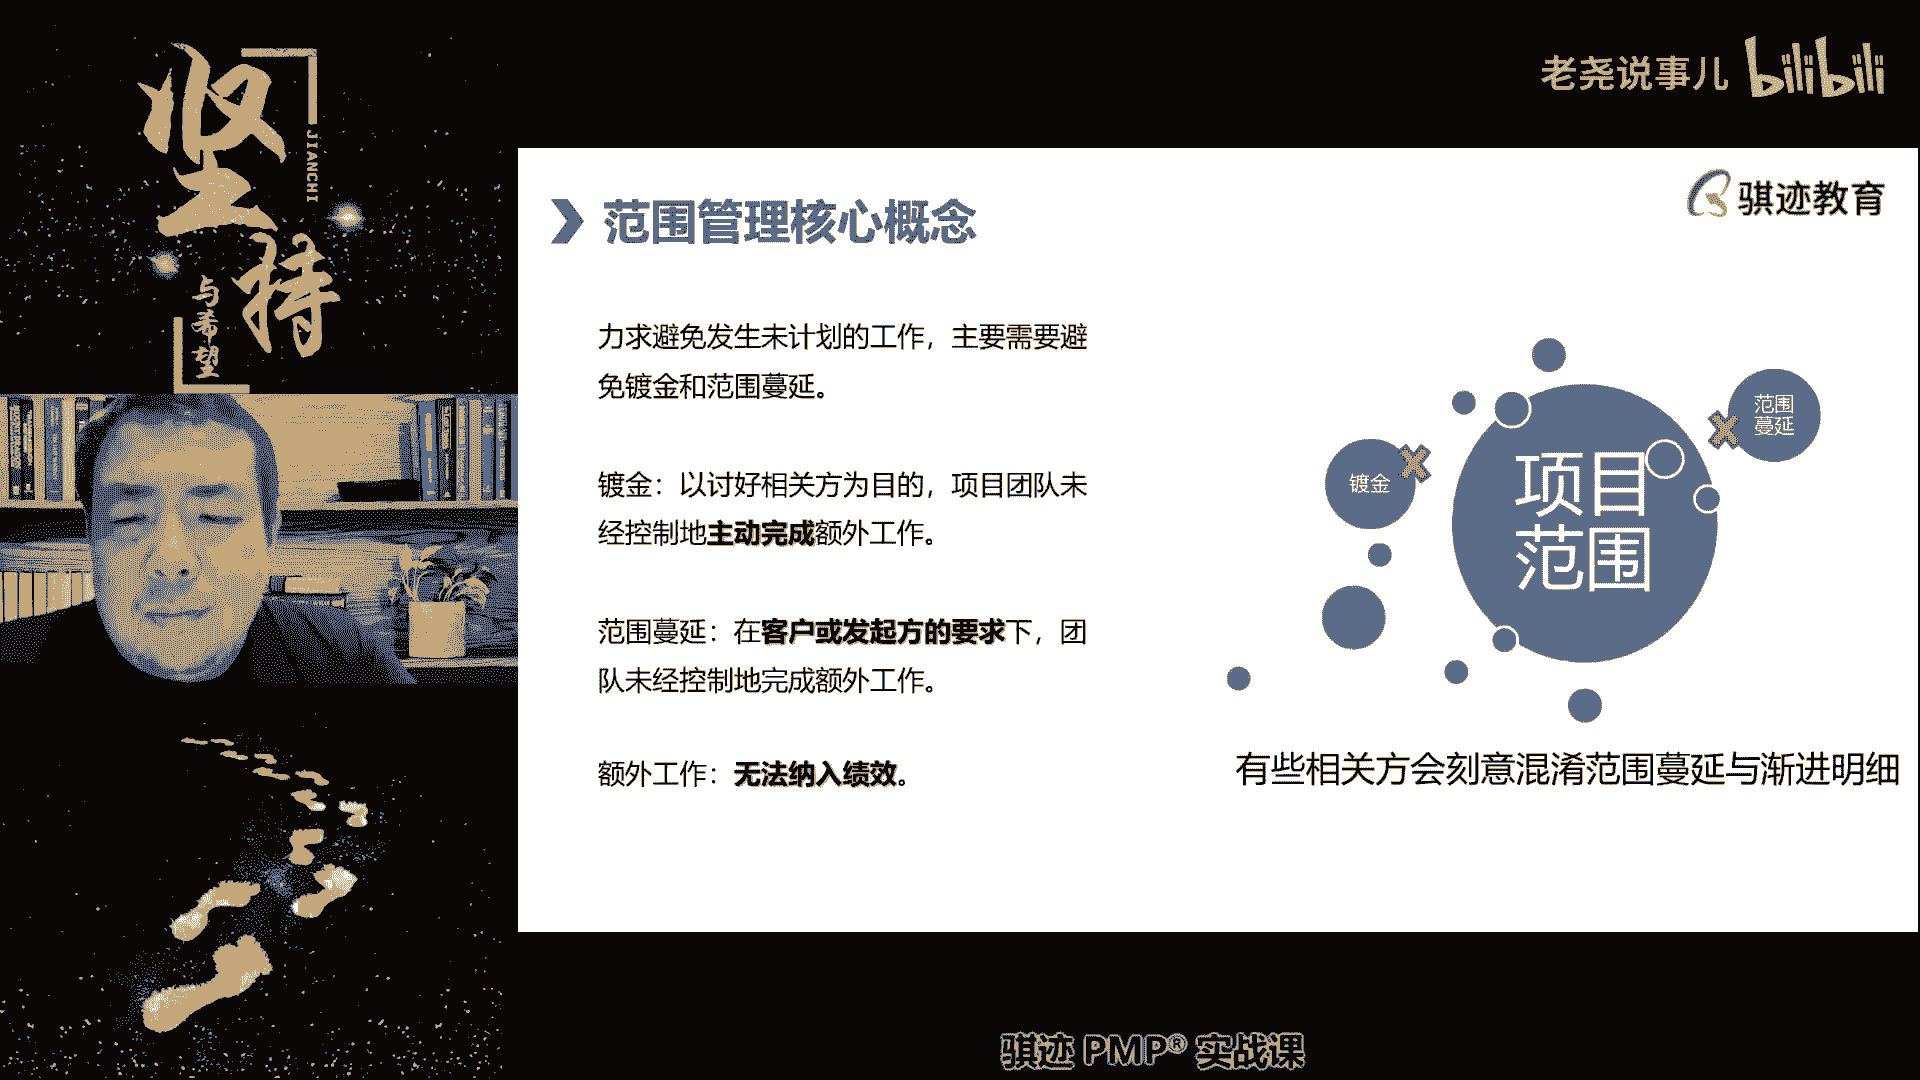 坚持
JIANCHI
与希望
老尧说事儿 bilibili
骐迹教育
范围管理核心概念
力求避免发生未计划的工作，主要需要避
免镀金和范围蔓延。
镀金：以讨好相关方为目的，项目团队未
经控制地主动完成额外工作。
范围蔓延：在客户或发起方的要求下，团
队未经控制地完成额外工作。
额外工作：无法纳入绩效。
镀金
项目
范围
范围
蔓延
有些相关方会刻意混淆范围蔓延与渐进明细
骐迹 PMP® 实战课